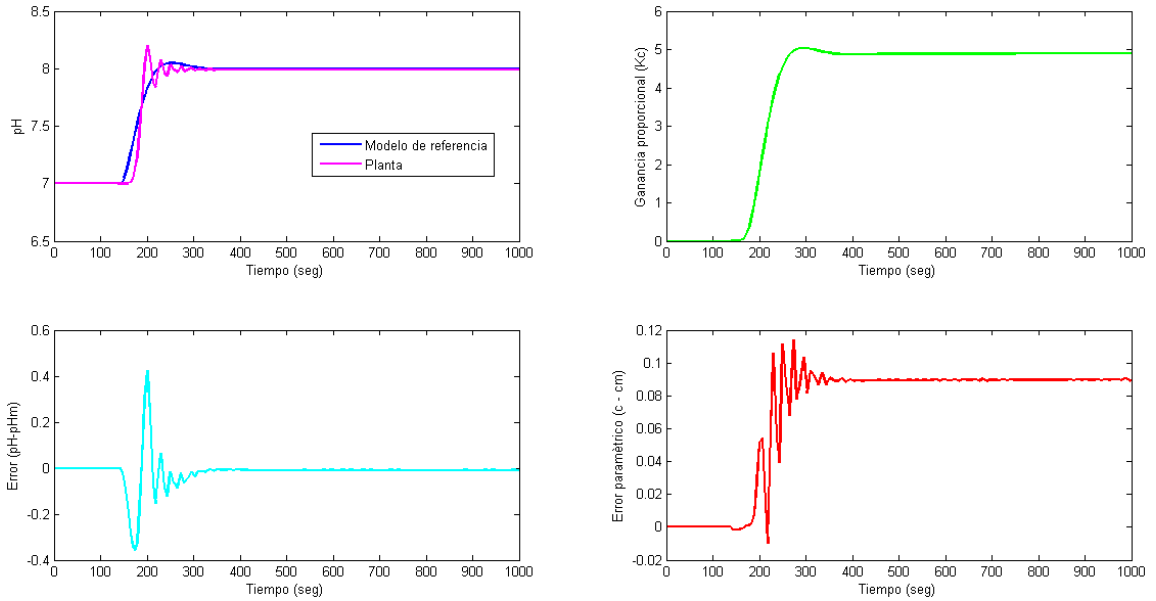 8.5
8
7.5
7
6.5
pH
Modelo de referencia
Planta
0 100 200 300 400 500 600 700 800 900 1000
Tiempo (seg)
6
5
4
3
2
1
0
Ganancia proporcional (Kc)
0 100 200 300 400 500 600 700 800 900 1000
Tiempo (seg)
0.6
0.4
0.2
0
-0.2
-0.4
Error (pH-pHm)
0 100 200 300 400 500 600 700 800 900 1000
Tiempo (seg)
0.12
0.1
0.08
0.06
0.04
0.02
0
-0.02
Error paramètrico (c - cm)
0 100 200 300 400 500 600 700 800 900 1000
Tiempo (seg)